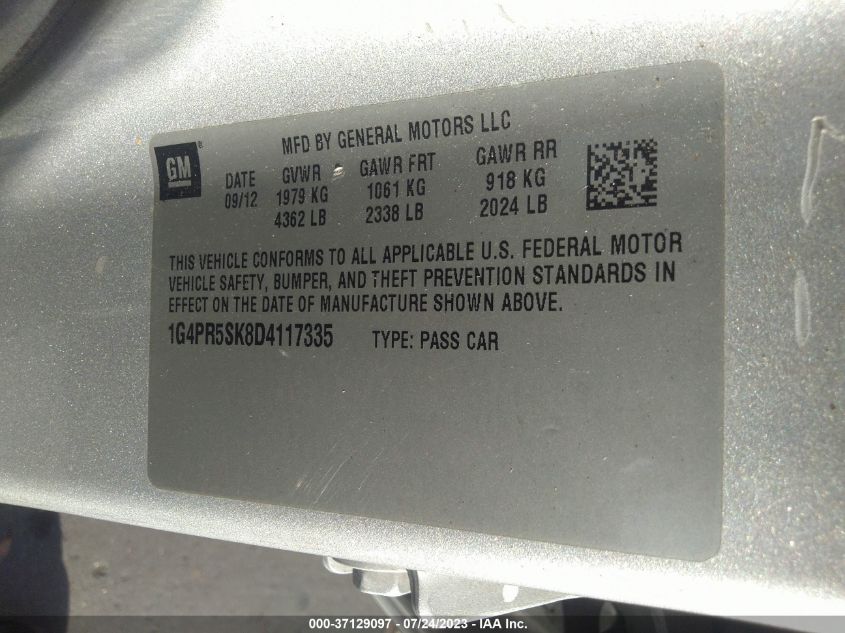 GM®
MFD BY GENERAL MOTORS LLC
DATE GVWR GAWR FRT GAWR RR
09/12 1979 KG 1061 KG 918 KG
4362 LB 2338 LB 2024 LB
THIS VEHICLE CONFORMS TO ALL APPLICABLE U.S. FEDERAL MOTOR
VEHICLE SAFETY, BUMPER, AND THEFT PREVENTION STANDARDS IN
EFFECT ON THE DATE OF MANUFACTURE SHOWN ABOVE.
1G4PR5SK8D4117335 TYPE: PASS CAR
000-37129097 - 07/24/2023 - IAA Inc.